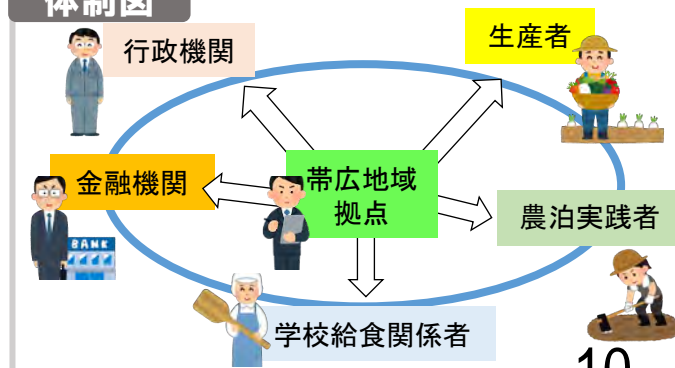 体制図
行政機関
生産者
金融機関
BANK
帯広地域
拠点
農泊実践者
学校給食関係者
10